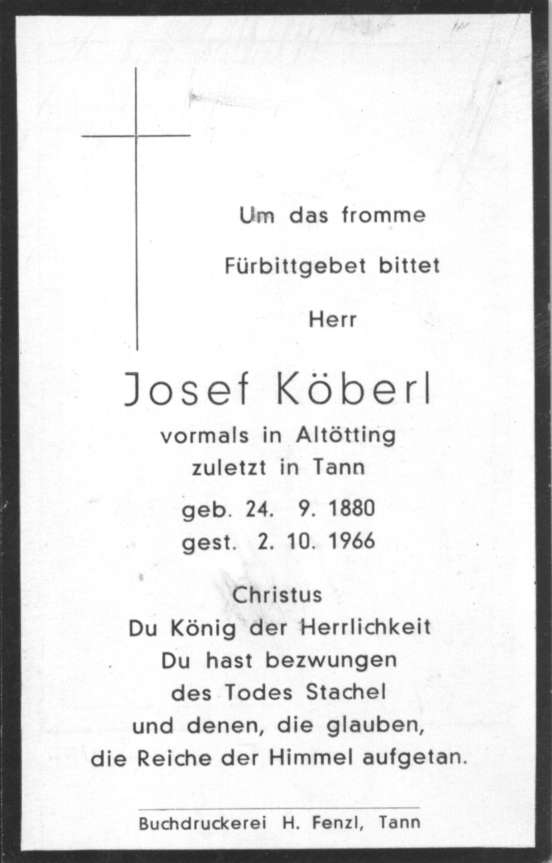 Um das fromme
Fürbittgebet bittet
Herr
Josef Köberl
vormals in Altötting
zuletzt in Tann
geb. 24. 9. 1880
gest. 2. 10. 1966
Christus
Du König der Herrlichkeit
Du hast bezwungen
des Todes Stachel
und denen, die glauben,
die Reiche der Himmel aufgetan.
Buchdruckerei H. Fenzl, Tann